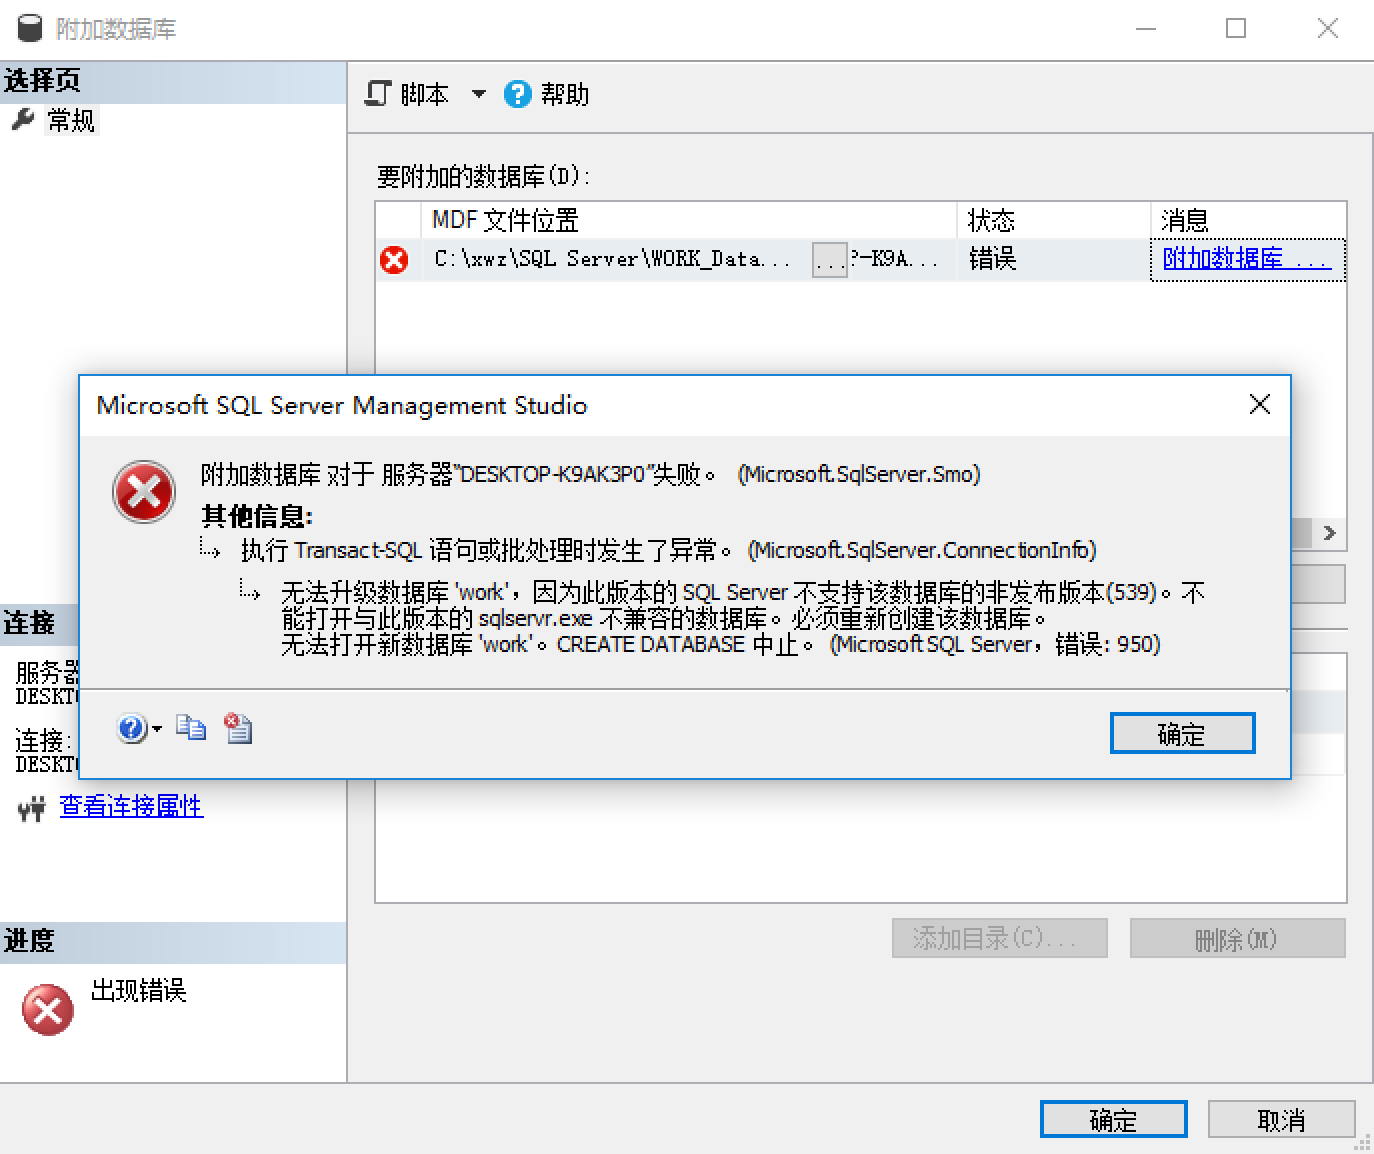 附加数据库
选择页
常规
脚本
帮助
要附加的数据库(D):
MDF 文件位置 状态 消息
C:\xwz\SQL Server\WORK_Data... ... ?-K9A... 错误 附加数据库 ...
Microsoft SQL Server Management Studio
附加数据库 对于 服务器"DESKTOP-K9AK3P0"失败。 (Microsoft.SqlServer.Smo)
其他信息:
执行 Transact-SQL 语句或批处理时发生了异常。 (Microsoft.SqlServer.ConnectionInfo)
无法升级数据库 'work'，因为此版本的 SQL Server 不支持该数据库的非发布版本(539)。不
能打开与此版本的 sqlservr.exe 不兼容的数据库。必须重新创建该数据库。
无法打开新数据库 'work'。CREATE DATABASE 中止。 (Microsoft SQL Server，错误: 950)
确定
连接
服务器
DESKT
连接:
DESKT
查看连接属性
添加目录(C)... 删除(M)
进度
出现错误
确定 取消